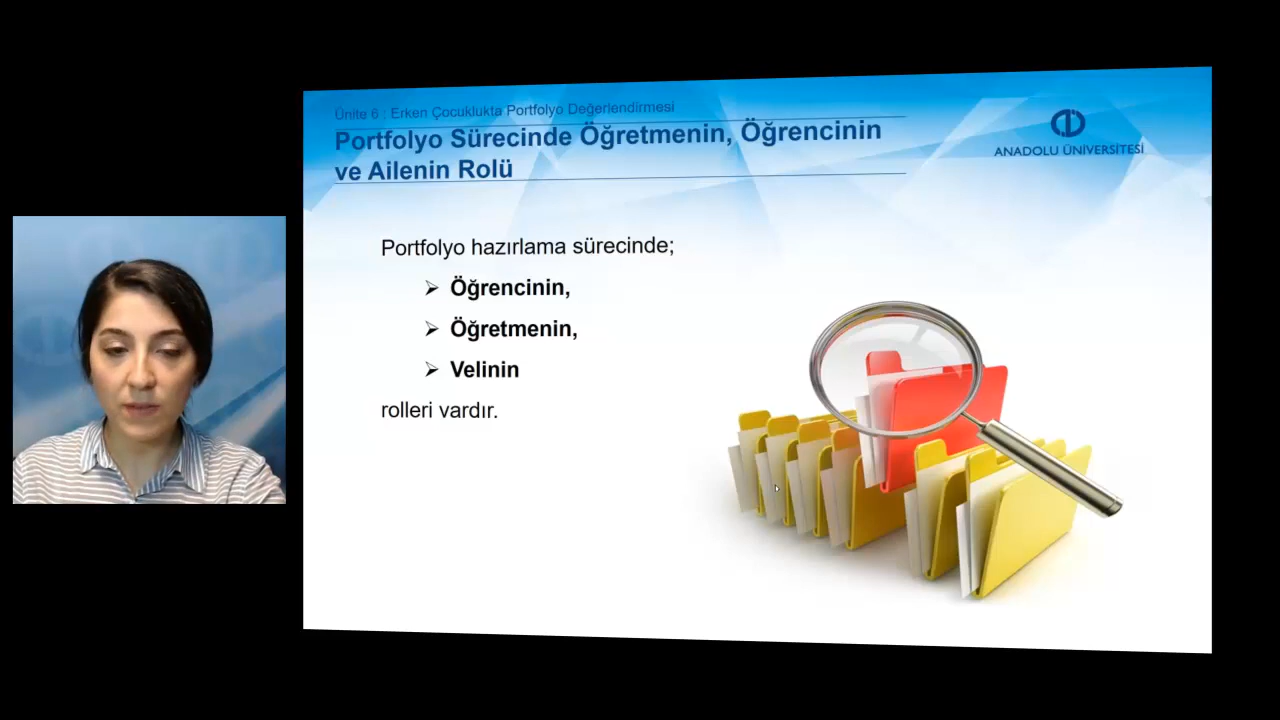 Ünite 6 : Erken Çocuklukta Portfolyo Değerlendirmesi
Portfolyo Sürecinde Öğretmenin, Öğrencinin
ve Ailenin Rolü
ANADOLU ÜNİVERSİTESİ
Portfolyo hazırlama sürecinde;
➢ Öğrencinin,
➢ Öğretmenin,
➢ Velinin
rolleri vardır.